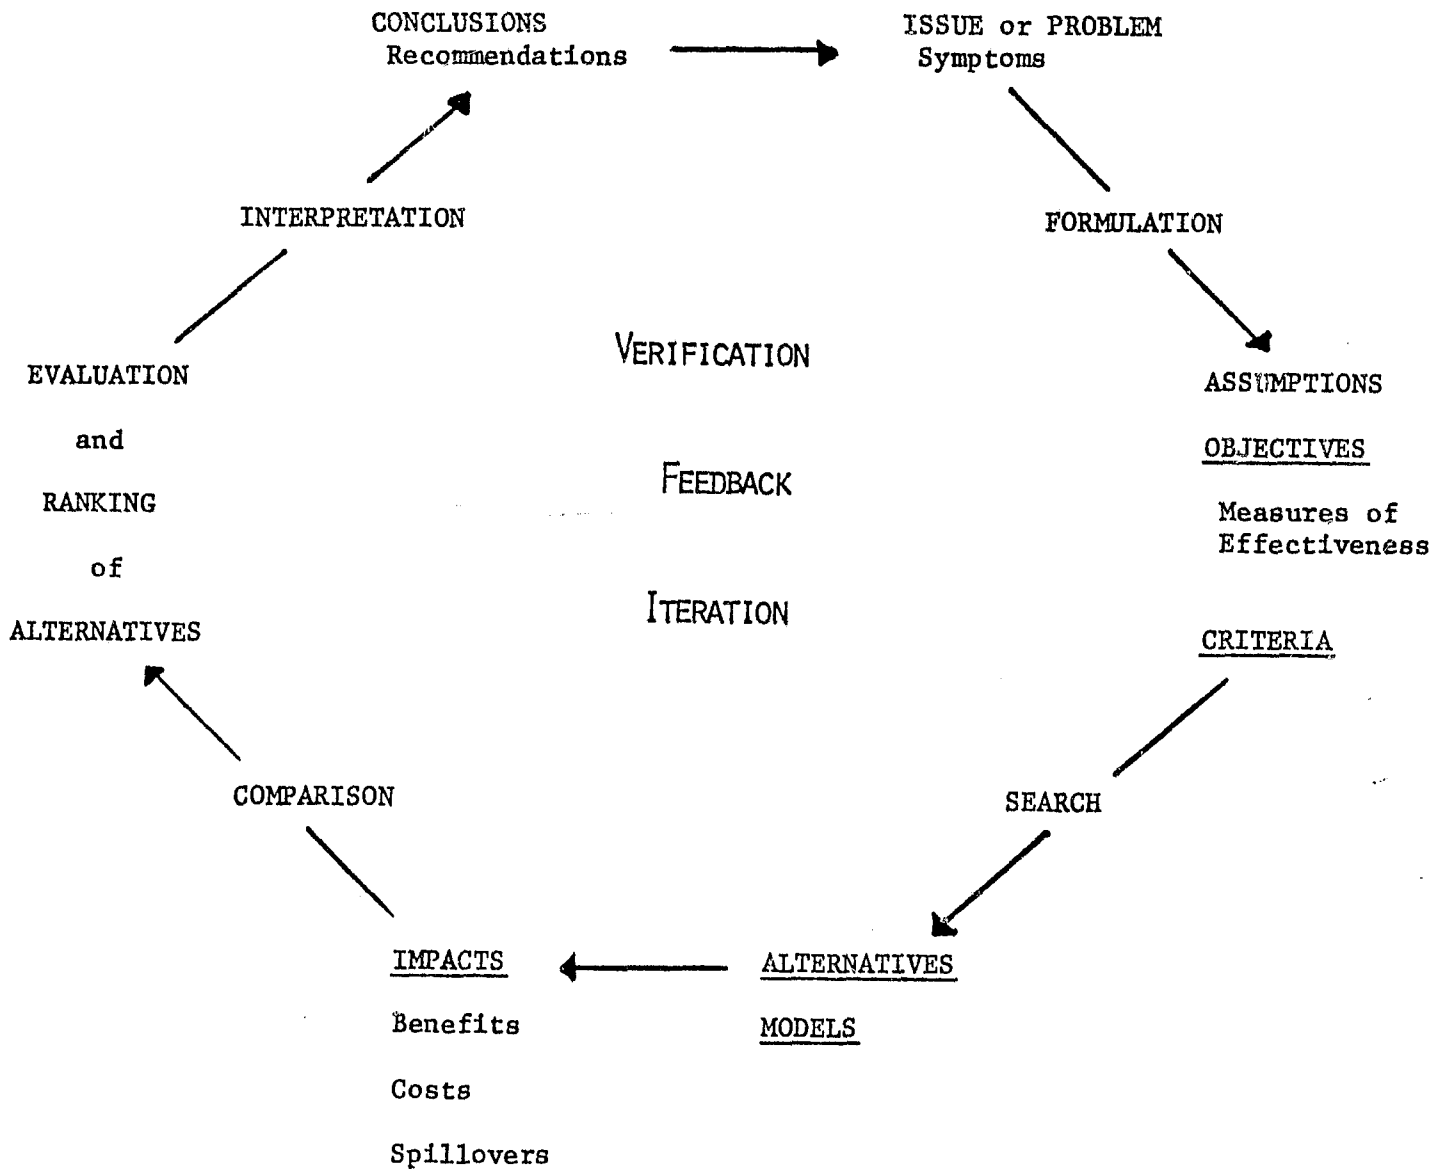 CONCLUSIONS
Recommendations
ISSUE or PROBLEM
Symptoms
FORMULATION
ASSUMPTIONS
OBJECTIVES
Measures of
Effectiveness
CRITERIA
SEARCH
ALTERNATIVES
MODELS
IMPACTS
Benefits
Costs
Spillovers
COMPARISON
EVALUATION
and
RANKING
of
ALTERNATIVES
INTERPRETATION
VERIFICATION
FEEDBACK
ITERATION